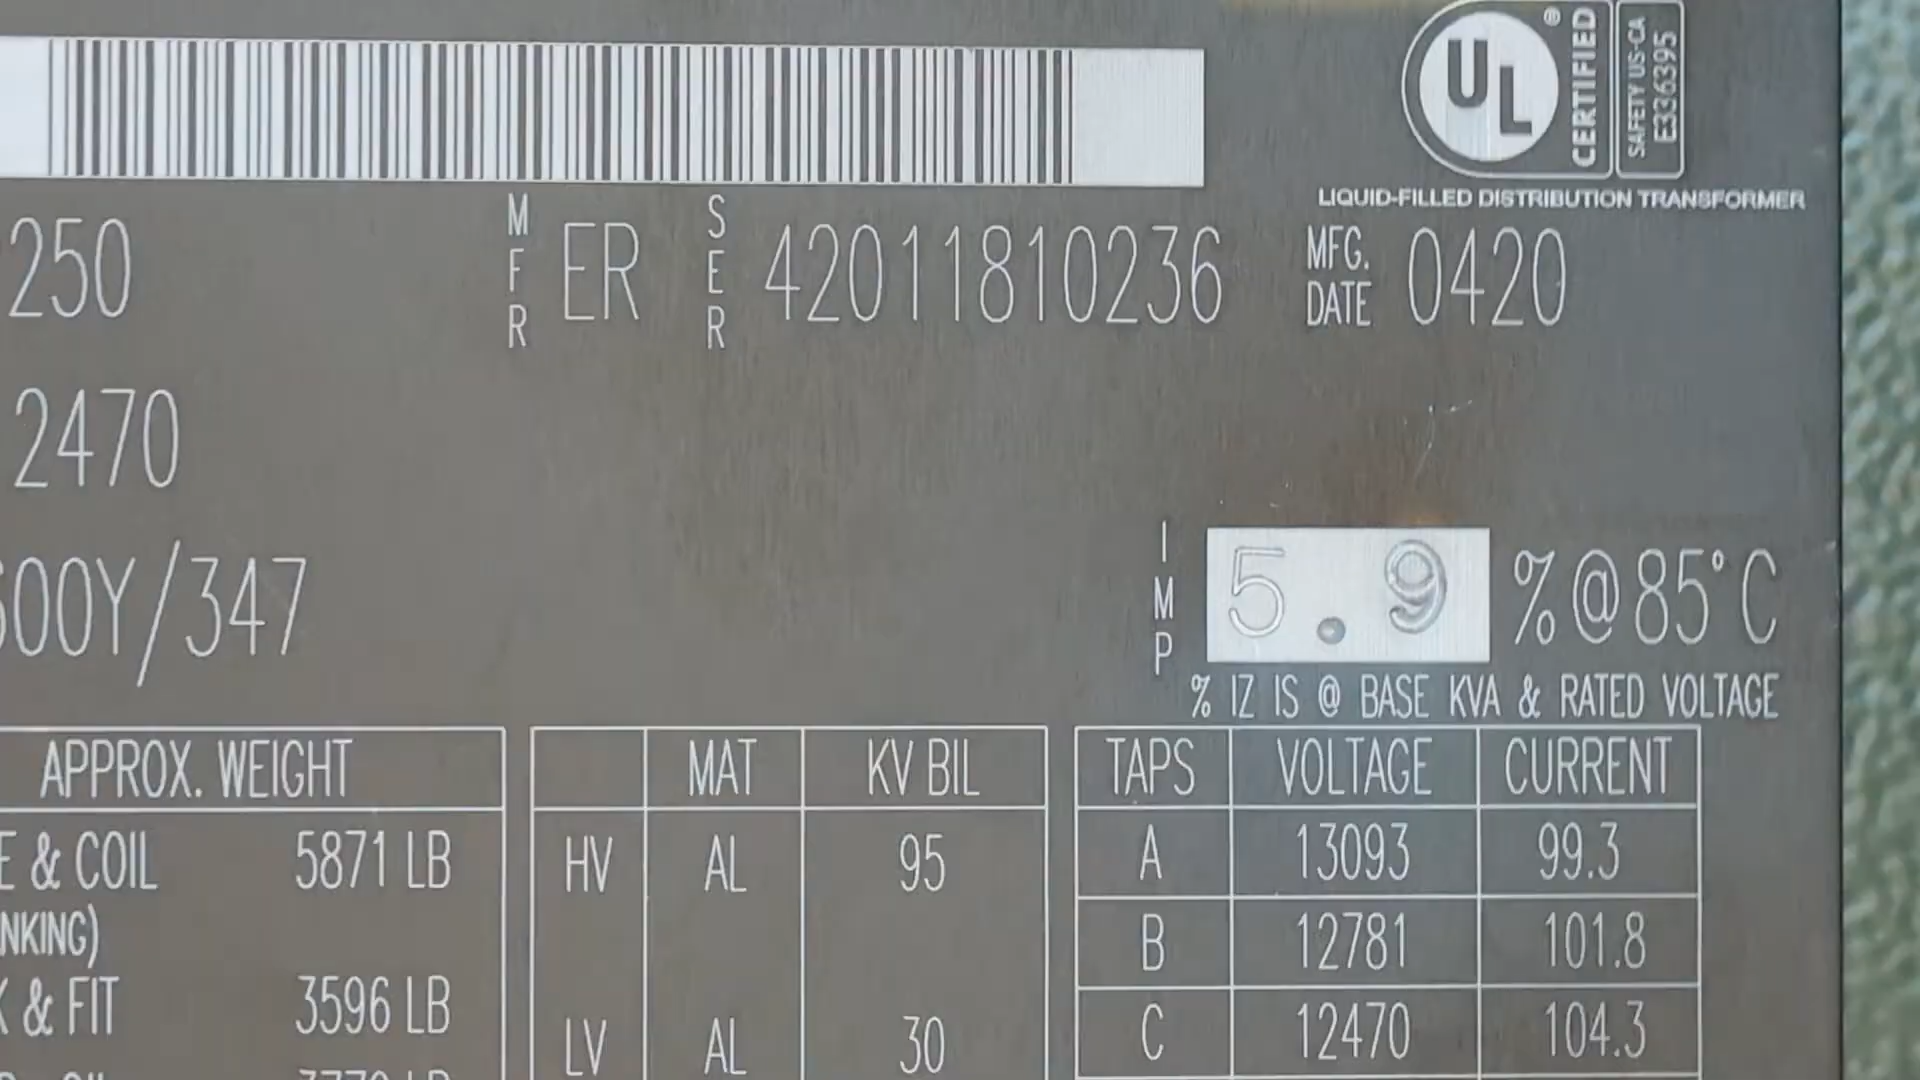 UL ® CERTIFIED
SAFETY US-CA
E336395
LIQUID-FILLED DISTRIBUTION TRANSFORMER
250 MFR ER SER 42011810236 MFG. DATE 0420
2470
600Y/347 IMP 5.9 %@85°C
% IZ IS @ BASE KVA & RATED VOLTAGE
APPROX. WEIGHT MAT KV BIL TAPS VOLTAGE CURRENT
E & COIL 5871 LB HV AL 95 A 13093 99.3
NKING) B 12781 101.8
& FIT 3596 LB LV AL 30 C 12470 104.3